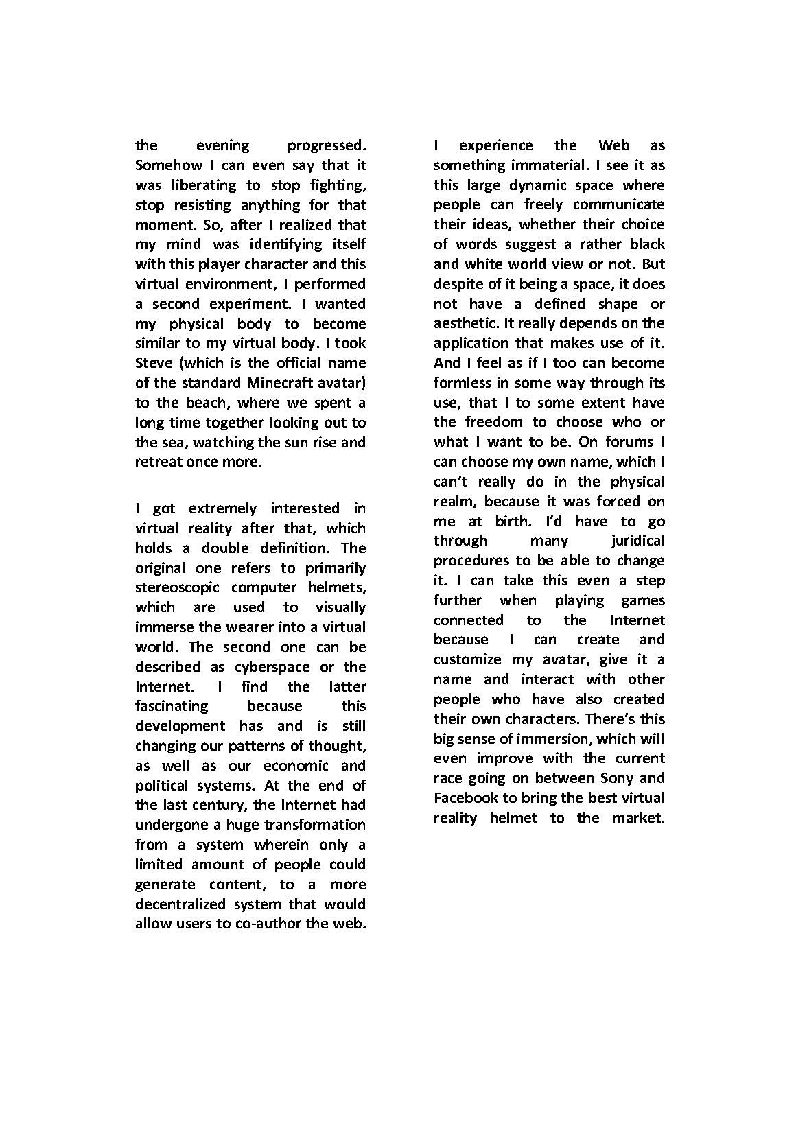 the evening progressed.
Somehow I can even say that it
was liberating to stop fighting,
stop resisting anything for that
moment. So, after I realized that
my mind was identifying itself
with this player character and this
virtual environment, I performed
a second experiment. I wanted
my physical body to become
similar to my virtual body. I took
Steve (which is the official name
of the standard Minecraft avatar)
to the beach, where we spent a
long time together looking out to
the sea, watching the sun rise and
retreat once more.
I got extremely interested in
virtual reality after that, which
holds a double definition. The
original one refers to primarily
stereoscopic computer helmets,
which are used to visually
immerse the wearer into a virtual
world. The second one can be
described as cyberspace or the
Internet. I find the latter
fascinating because this
development has and is still
changing our patterns of thought,
as well as our economic and
political systems. At the end of
the last century, the Internet had
undergone a huge transformation
from a system wherein only a
limited amount of people could
generate content, to a more
decentralized system that would
allow users to co-author the web.
I experience the Web as
something immaterial. I see it as
this large dynamic space where
people can freely communicate
their ideas, whether their choice
of words suggest a rather black
and white world view or not. But
despite of it being a space, it does
not have a defined shape or
aesthetic. It really depends on the
application that makes use of it.
And I feel as if I too can become
formless in some way through its
use, that I to some extent have
the freedom to choose who or
what I want to be. On forums I
can choose my own name, which I
can't really do in the physical
realm, because it was forced on
me at birth. I'd have to go
through many juridical
procedures to be able to change
it. I can take this even a step
further when playing games
connected to the Internet
because I can create and
customize my avatar, give it a
name and interact with other
people who have also created
their own characters. There's this
big sense of immersion, which will
even improve with the current
race going on between Sony and
Facebook to bring the best virtual
reality helmet to the market.